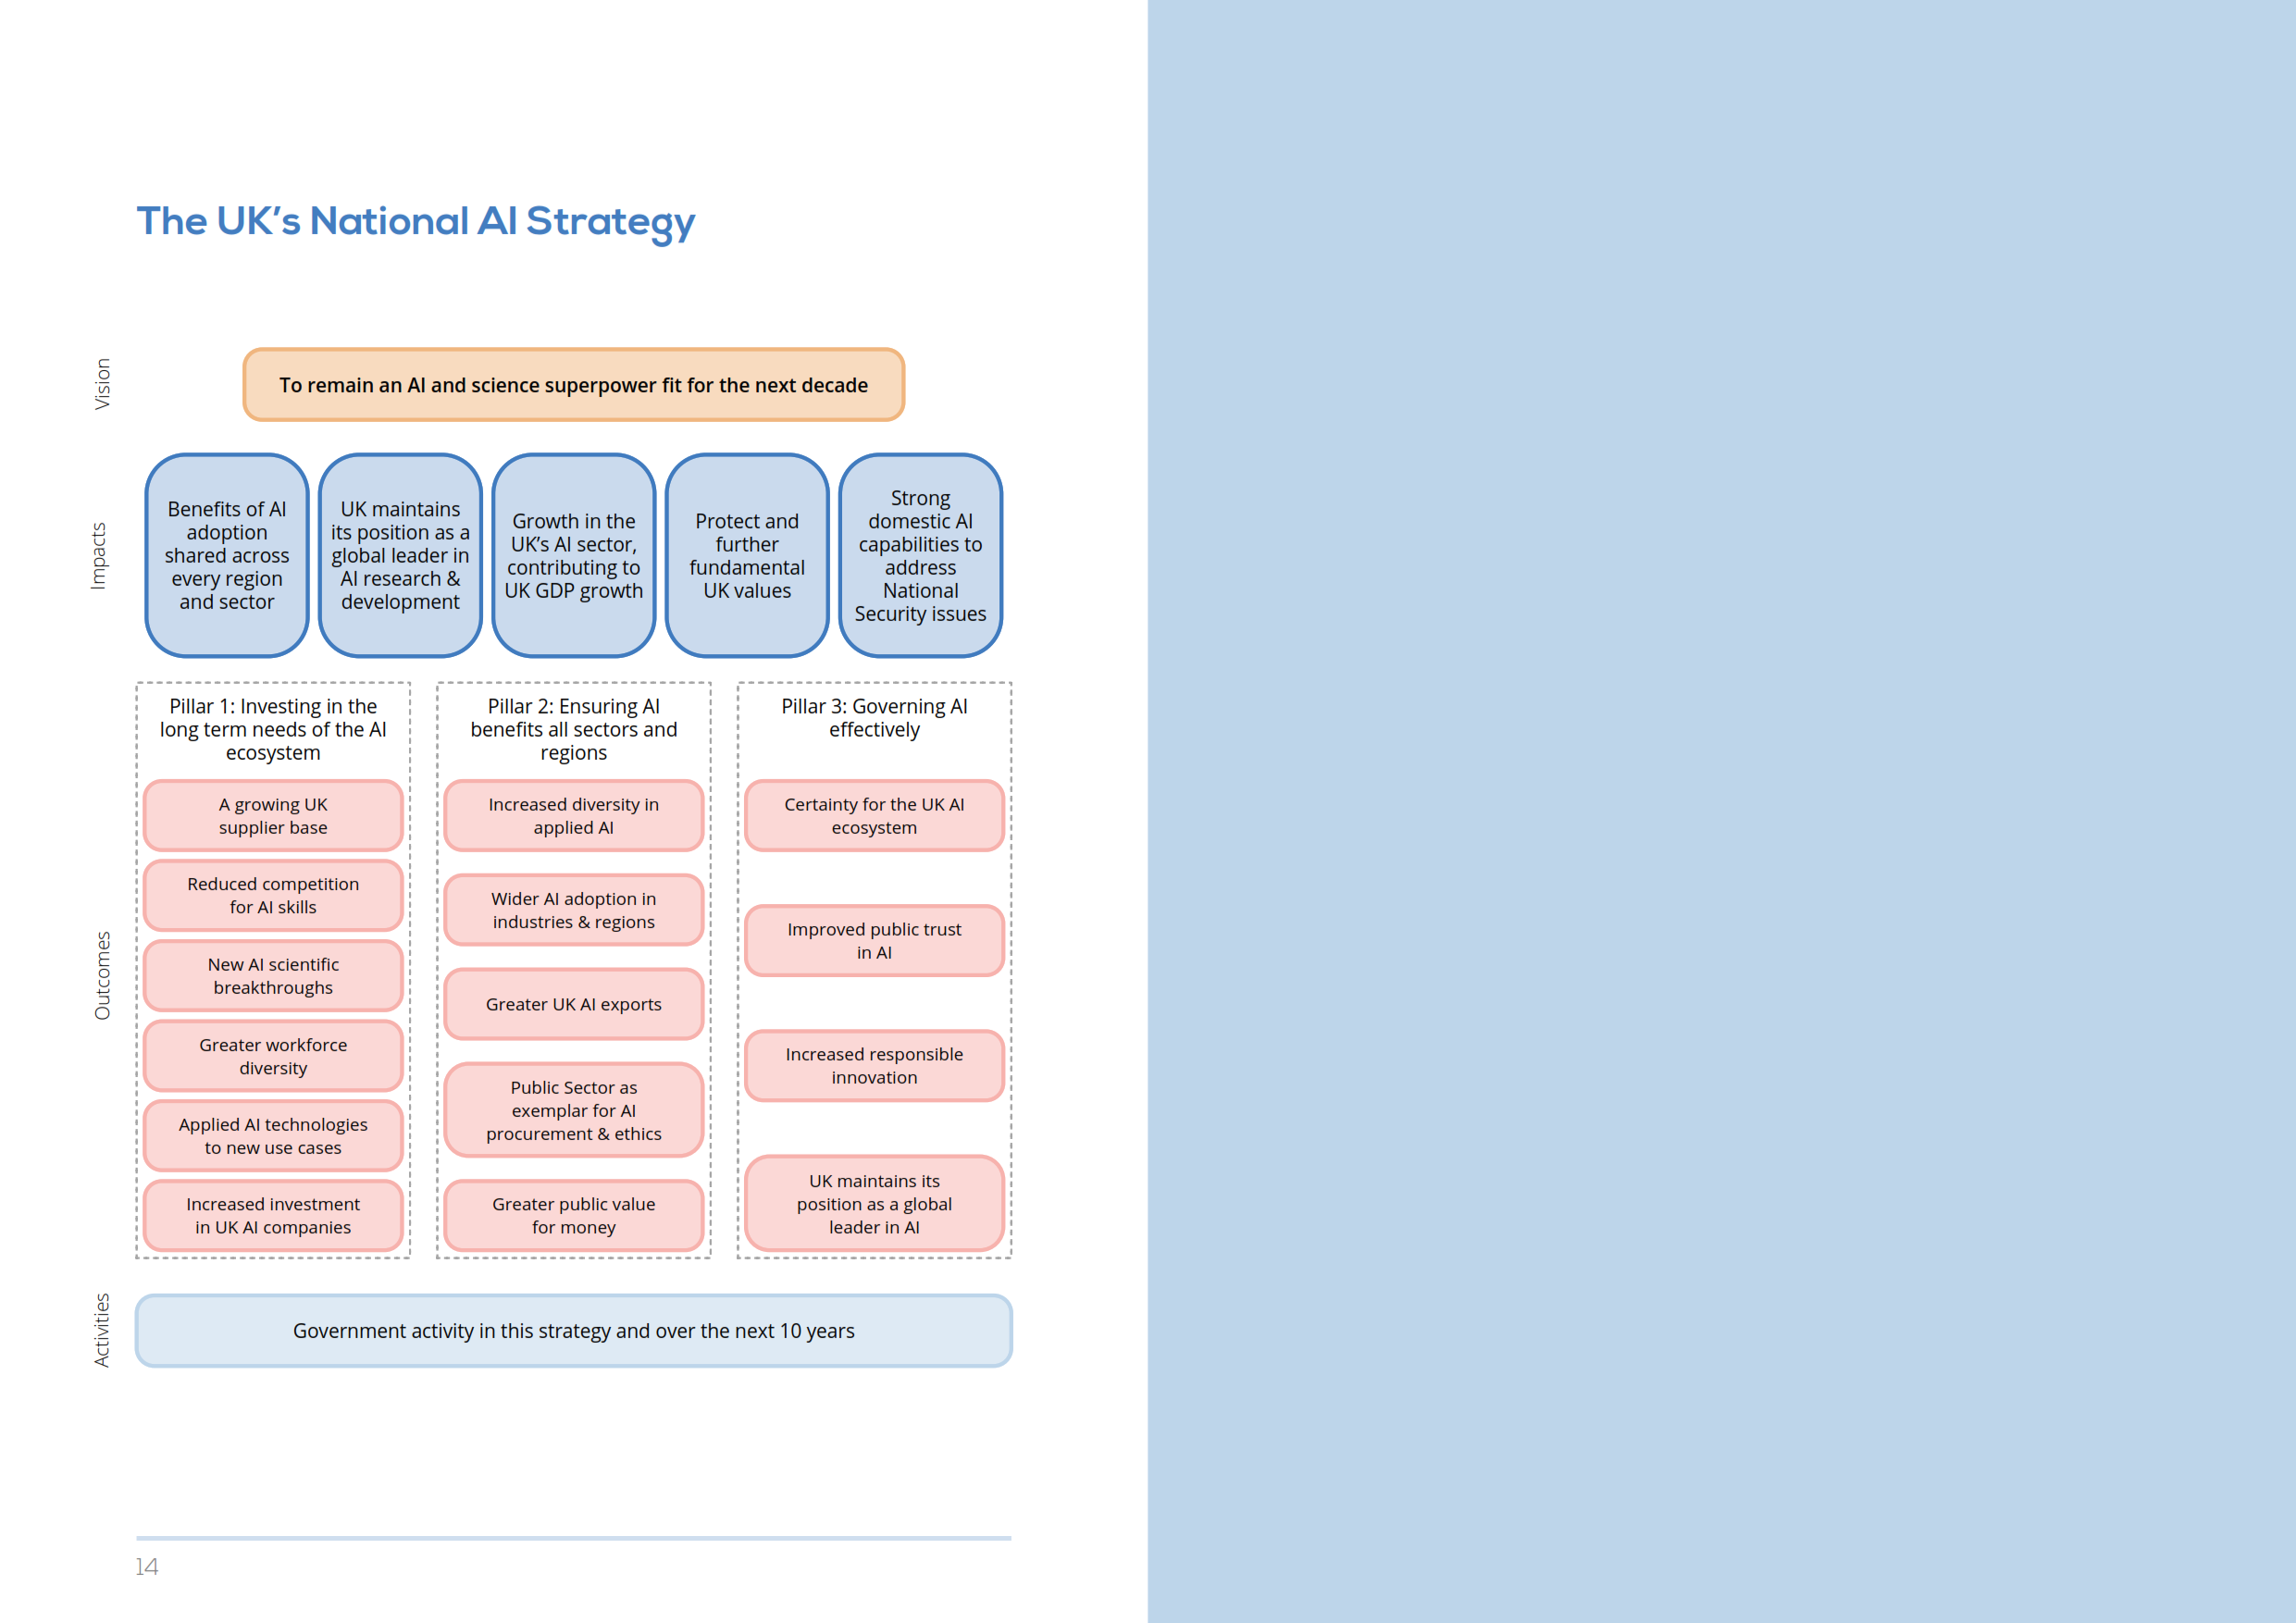 The UK’s National AI Strategy
Vision
To remain an AI and science superpower fit for the next decade
Impacts
Benefits of AI
adoption
shared across
every region
and sector
UK maintains
its position as a
global leader in
AI research &
development
Growth in the
UK’s AI sector,
contributing to
UK GDP growth
Protect and
further
fundamental
UK values
Strong
domestic AI
capabilities to
address
National
Security issues
Outcomes
Pillar 1: Investing in the
long term needs of the AI
ecosystem
A growing UK
supplier base
Reduced competition
for AI skills
New AI scientific
breakthroughs
Greater workforce
diversity
Applied AI technologies
to new use cases
Increased investment
in UK AI companies
Pillar 2: Ensuring AI
benefits all sectors and
regions
Increased diversity in
applied AI
Wider AI adoption in
industries & regions
Greater UK AI exports
Public Sector as
exemplar for AI
procurement & ethics
Greater public value
for money
Pillar 3: Governing AI
effectively
Certainty for the UK AI
ecosystem
Improved public trust
in AI
Increased responsible
innovation
UK maintains its
position as a global
leader in AI
Activities
Government activity in this strategy and over the next 10 years
14